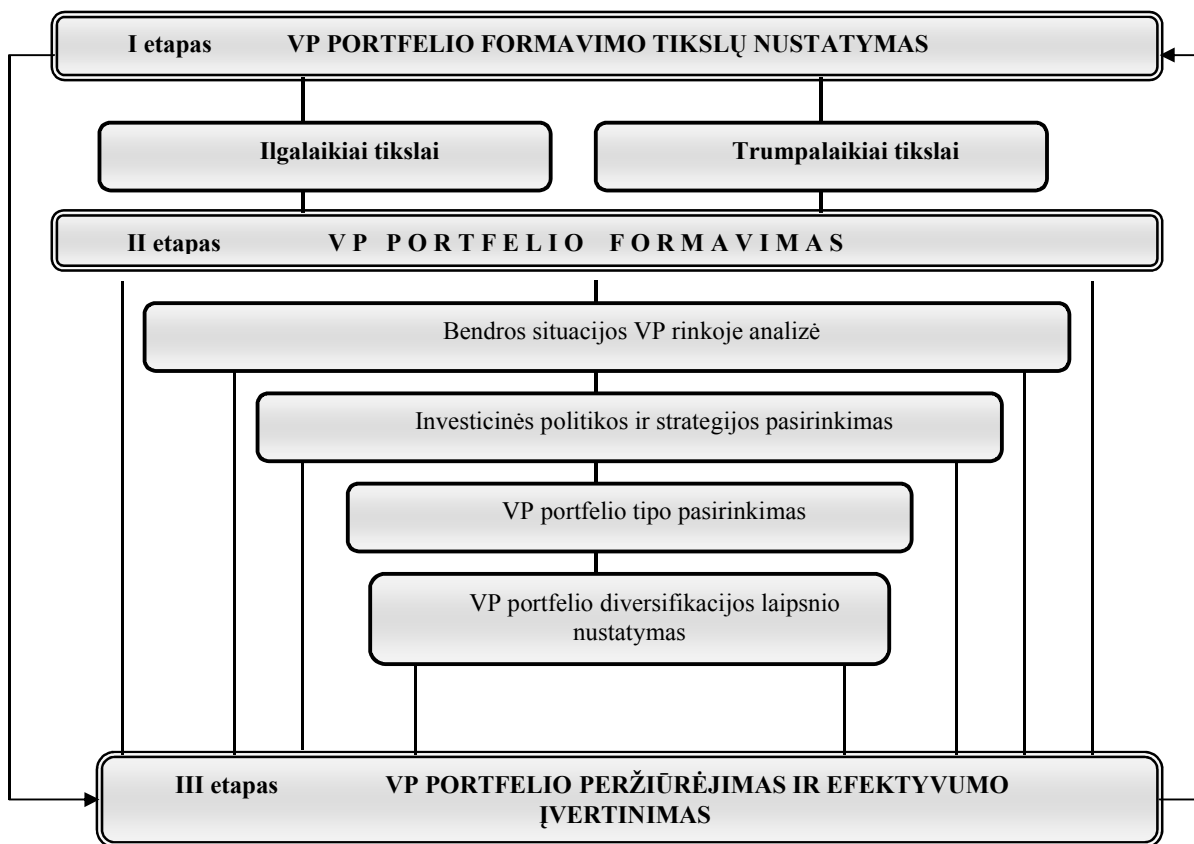 I etapas VP PORTFELIO FORMAVIMO TIKSLŲ NUSTATYMAS
Ilgalaikiai tikslai
Trumpalaikiai tikslai
II etapas V P P O R T F E L I O F O R M A V I M A S
Bendros situacijos VP rinkoje analizė
Investicinės politikos ir strategijos pasirinkimas
VP portfelio tipo pasirinkimas
VP portfelio diversifikacijos laipsnio
nustatymas
III etapas VP PORTFELIO PERŽIŪRĖJIMAS IR EFEKTYVUMO
ĮVERTINIMAS